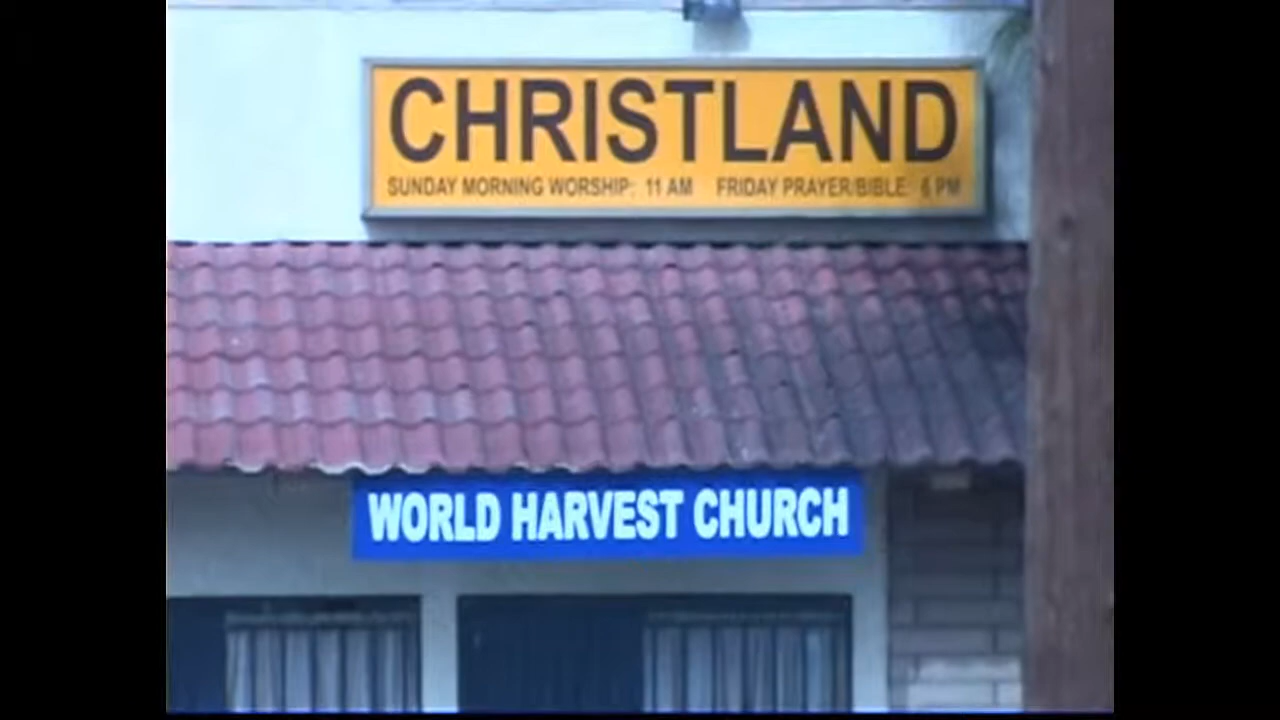 CHRISTLAND
SUNDAY MORNING WORSHIP: 11 AM FRIDAY PRAYER/BIBLE: 6 PM
WORLD HARVEST CHURCH